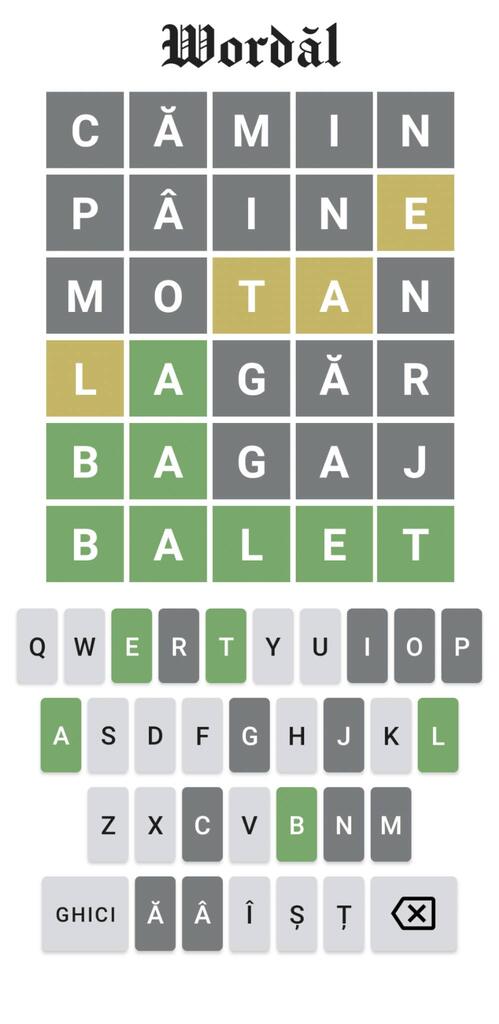 Wordăl
C Ă M I N
P Â I N E
M O T A N
L A G Ă R
B A G A J
B A L E T
Q W E R T Y U I O P
A S D F G H J K L
Z X C V B N M
GHICI Ă Â Î Ș Ț